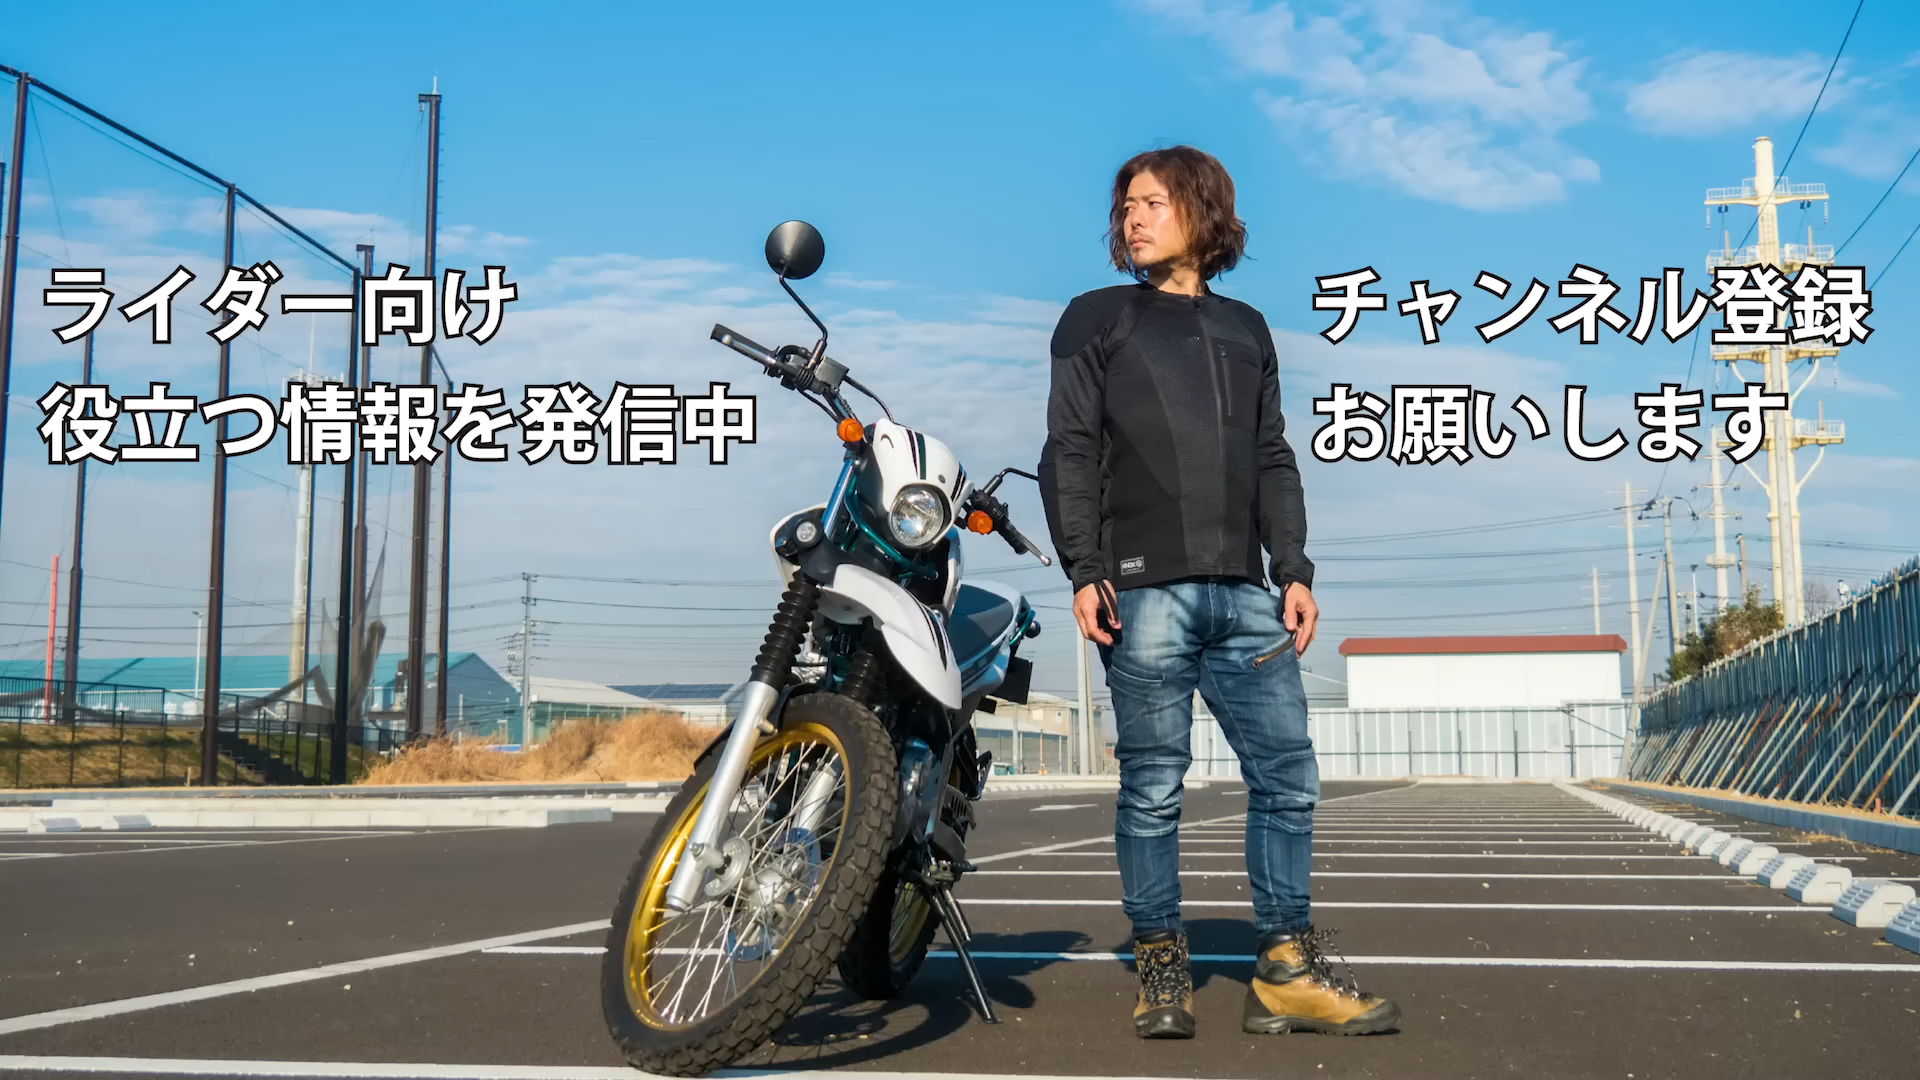 ライダー向け
役立つ情報を発信中
チャンネル登録
お願いします
KNOX